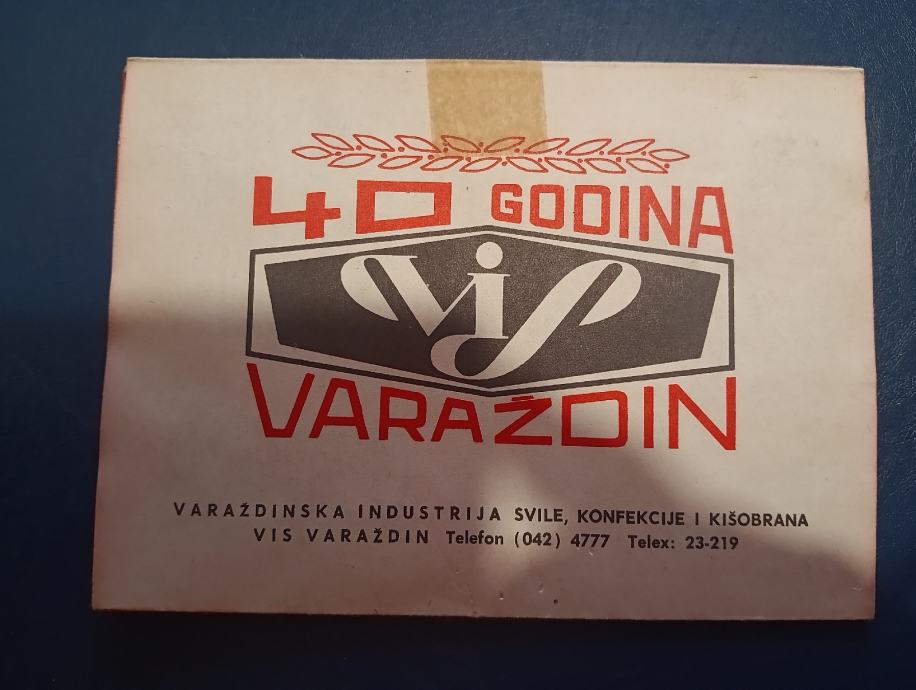 40 GODINA
ViS
VARAŽDIN
VARAŽDINSKA INDUSTRIJA SVILE, KONFEKCIJE I KIŠOBRANA
VIS VARAŽDIN Telefon (042) 4777 Telex: 23-219